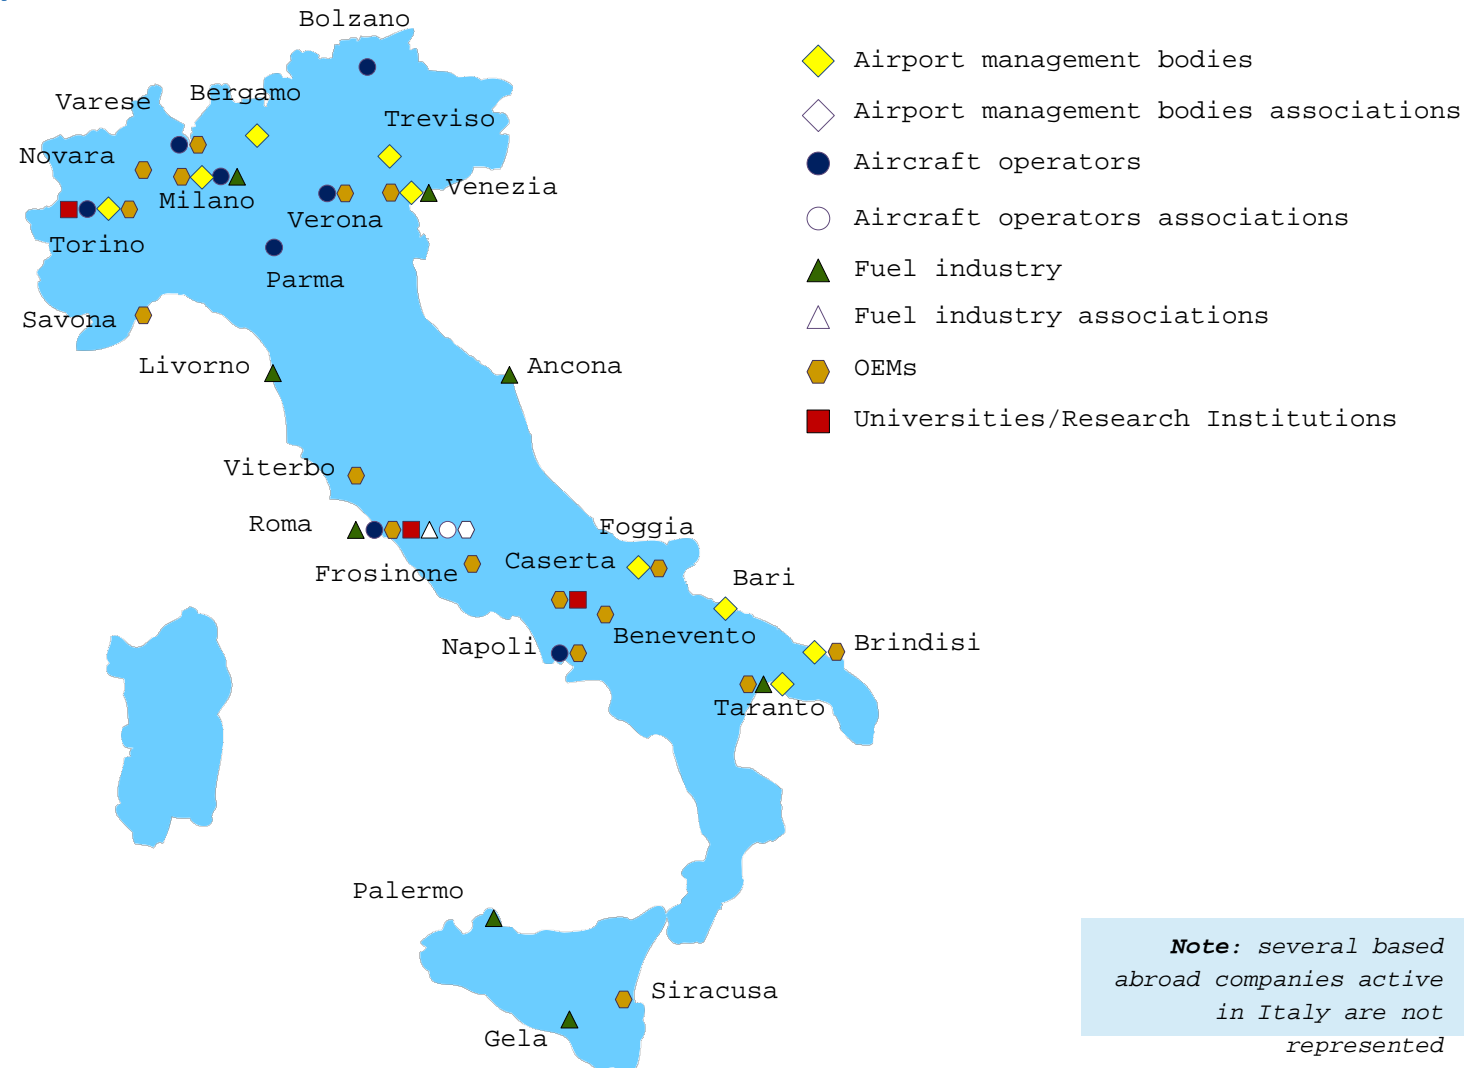 Bolzano
Bergamo
Varese
Treviso
Novara
Venezia
Milano
Verona
Torino
Parma
Savona
Livorno
Ancona
Viterbo
Roma
Foggia
Caserta
Frosinone
Bari
Benevento
Napoli
Brindisi
Taranto
Palermo
Siracusa
Gela
Airport management bodies
Airport management bodies associations
Aircraft operators
Aircraft operators associations
Fuel industry
Fuel industry associations
OEMs
Universities/Research Institutions
Note: several based
abroad companies active
in Italy are not
represented